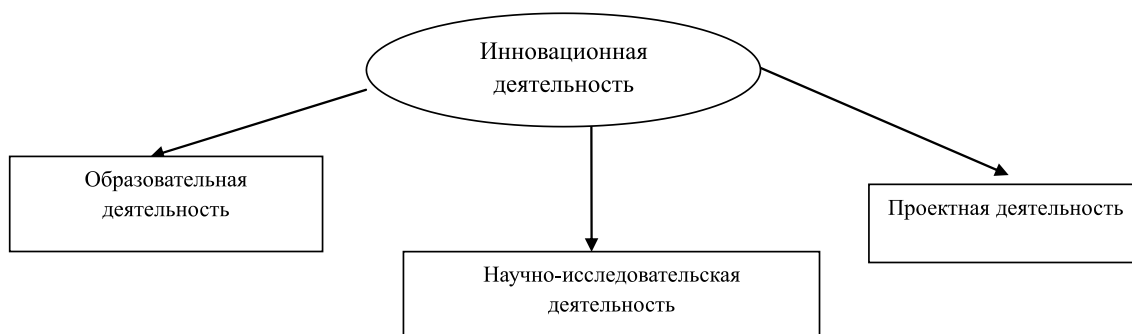 Инновационная
деятельность
Образовательная
деятельность
Проектная деятельность
Научно-исследовательская
деятельность